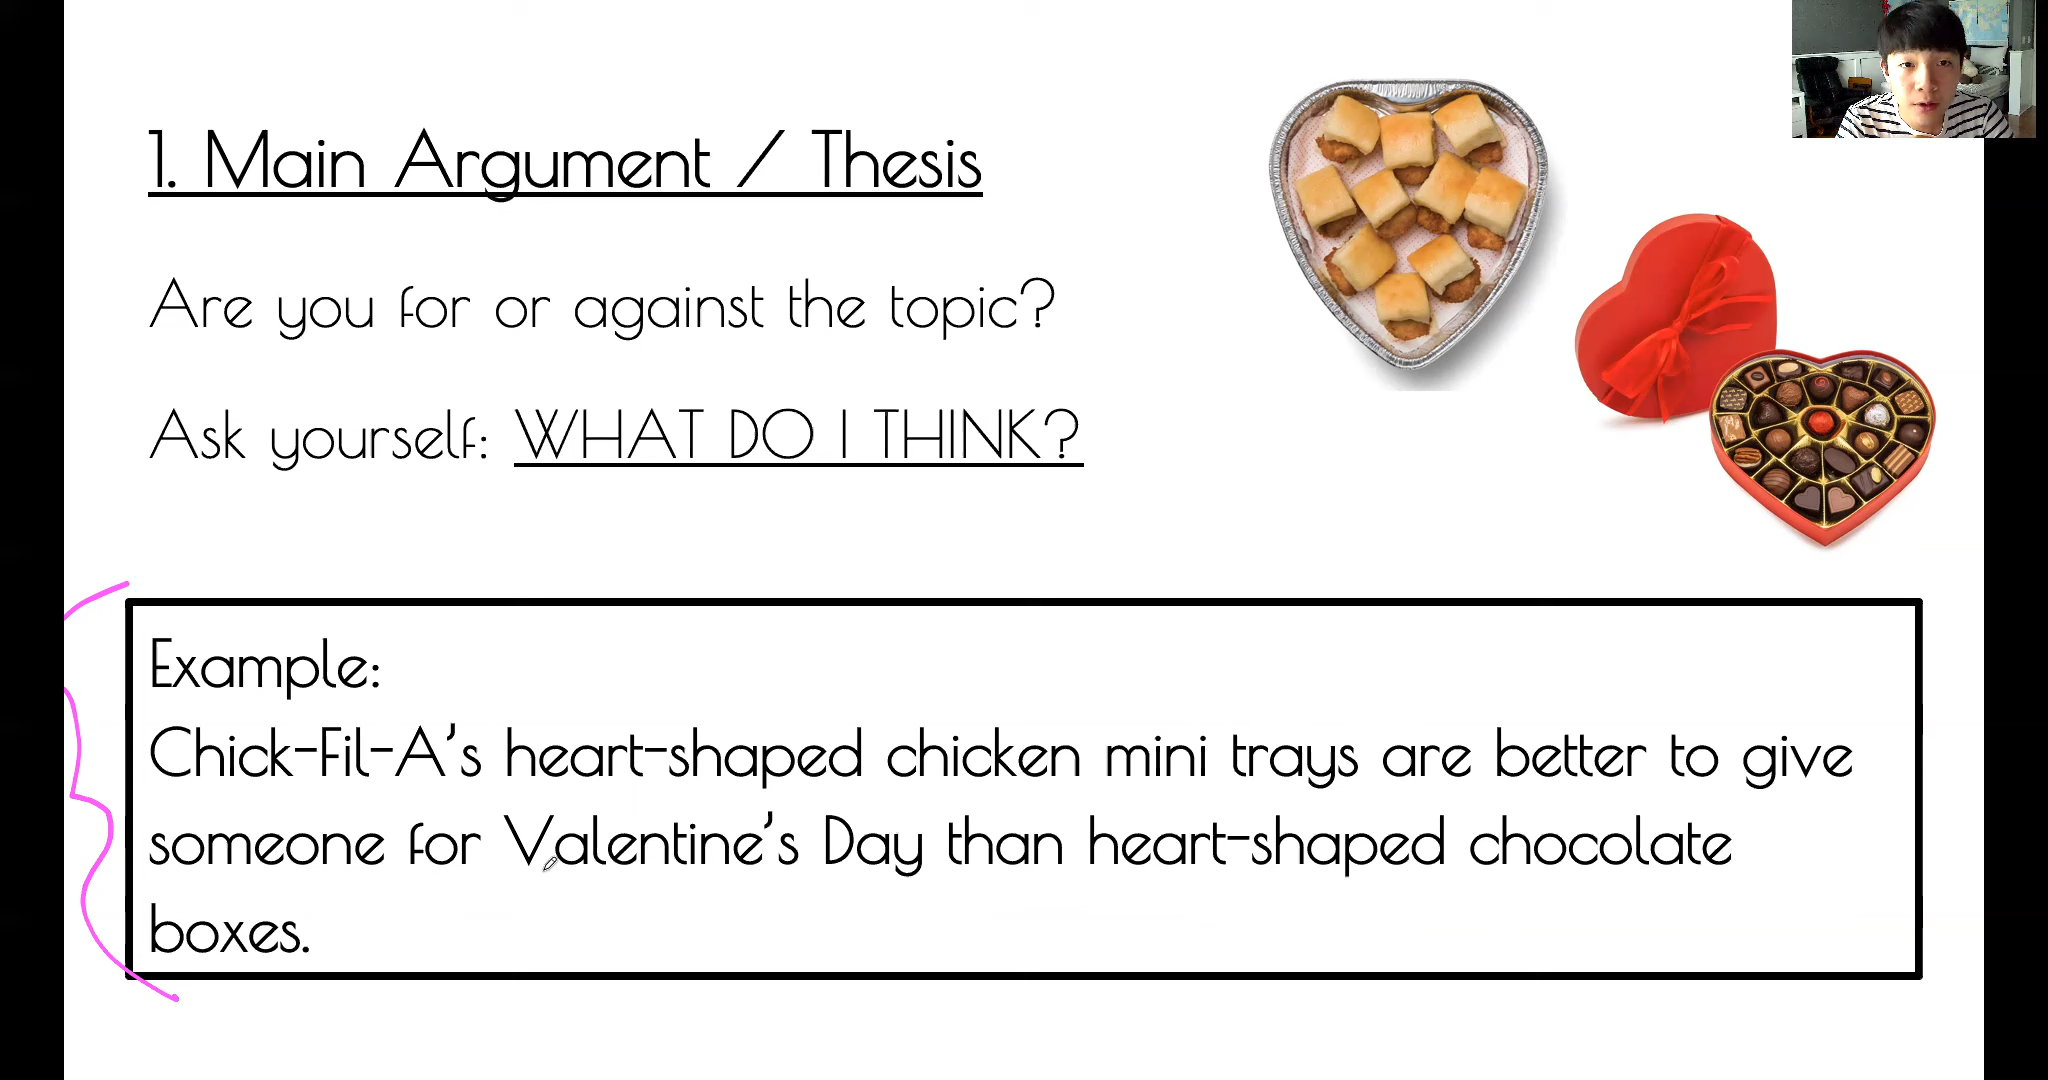 1. Main Argument / Thesis
Are you for or against the topic?
Ask yourself: WHAT DO I THINK?
Example:
Chick-Fil-A's heart-shaped chicken mini trays are better to give
someone for Valentine's Day than heart-shaped chocolate
boxes.